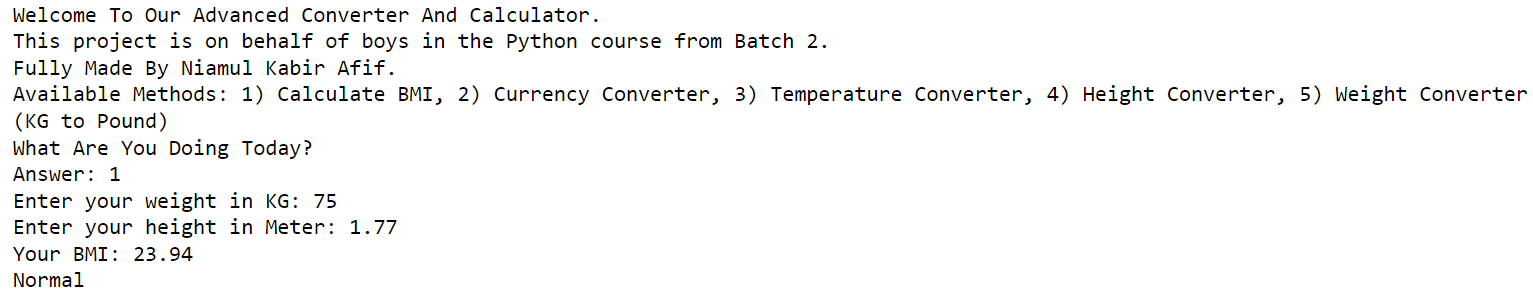 Welcome To Our Advanced Converter And Calculator.
This project is on behalf of boys in the Python course from Batch 2.
Fully Made By Niamul Kabir Afif.
Available Methods: 1) Calculate BMI, 2) Currency Converter, 3) Temperature Converter, 4) Height Converter, 5) Weight Converter
(KG to Pound)
What Are You Doing Today?
Answer: 1
Enter your weight in KG: 75
Enter your height in Meter: 1.77
Your BMI: 23.94
Normal